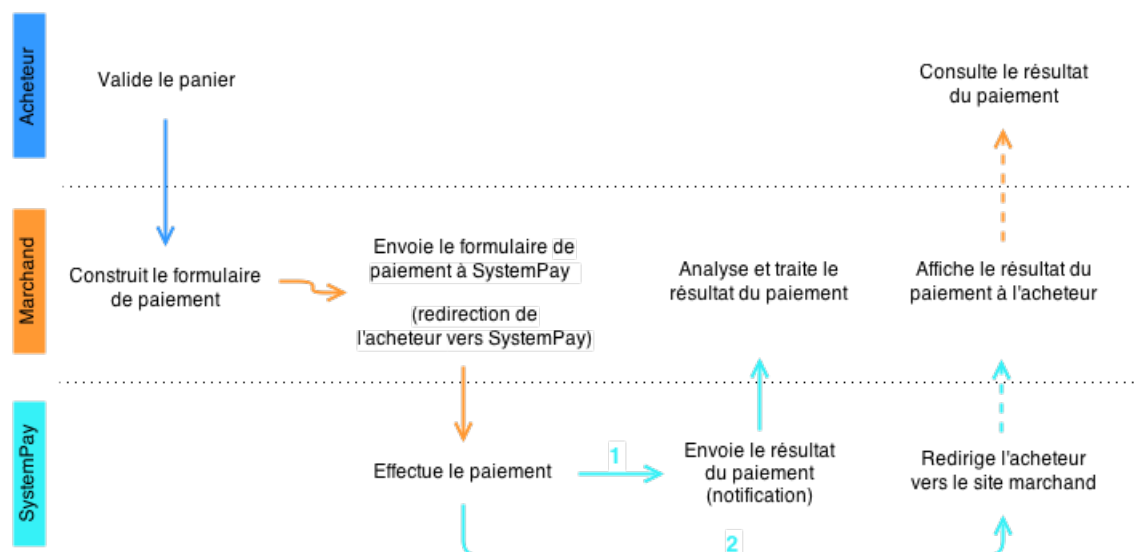 Acheteur
Valide le panier
Consulte le résultat
du paiement
Marchand
Construit le formulaire
de paiement
Envoie le formulaire de
paiement à SystemPay
(redirection de
l'acheteur vers SystemPay)
Analyse et traite le
résultat du paiement
Affiche le résultat du
paiement à l'acheteur
SystemPay
Effectue le paiement
1
Envoie le résultat
du paiement
(notification)
Redirige l'acheteur
vers le site marchand
2